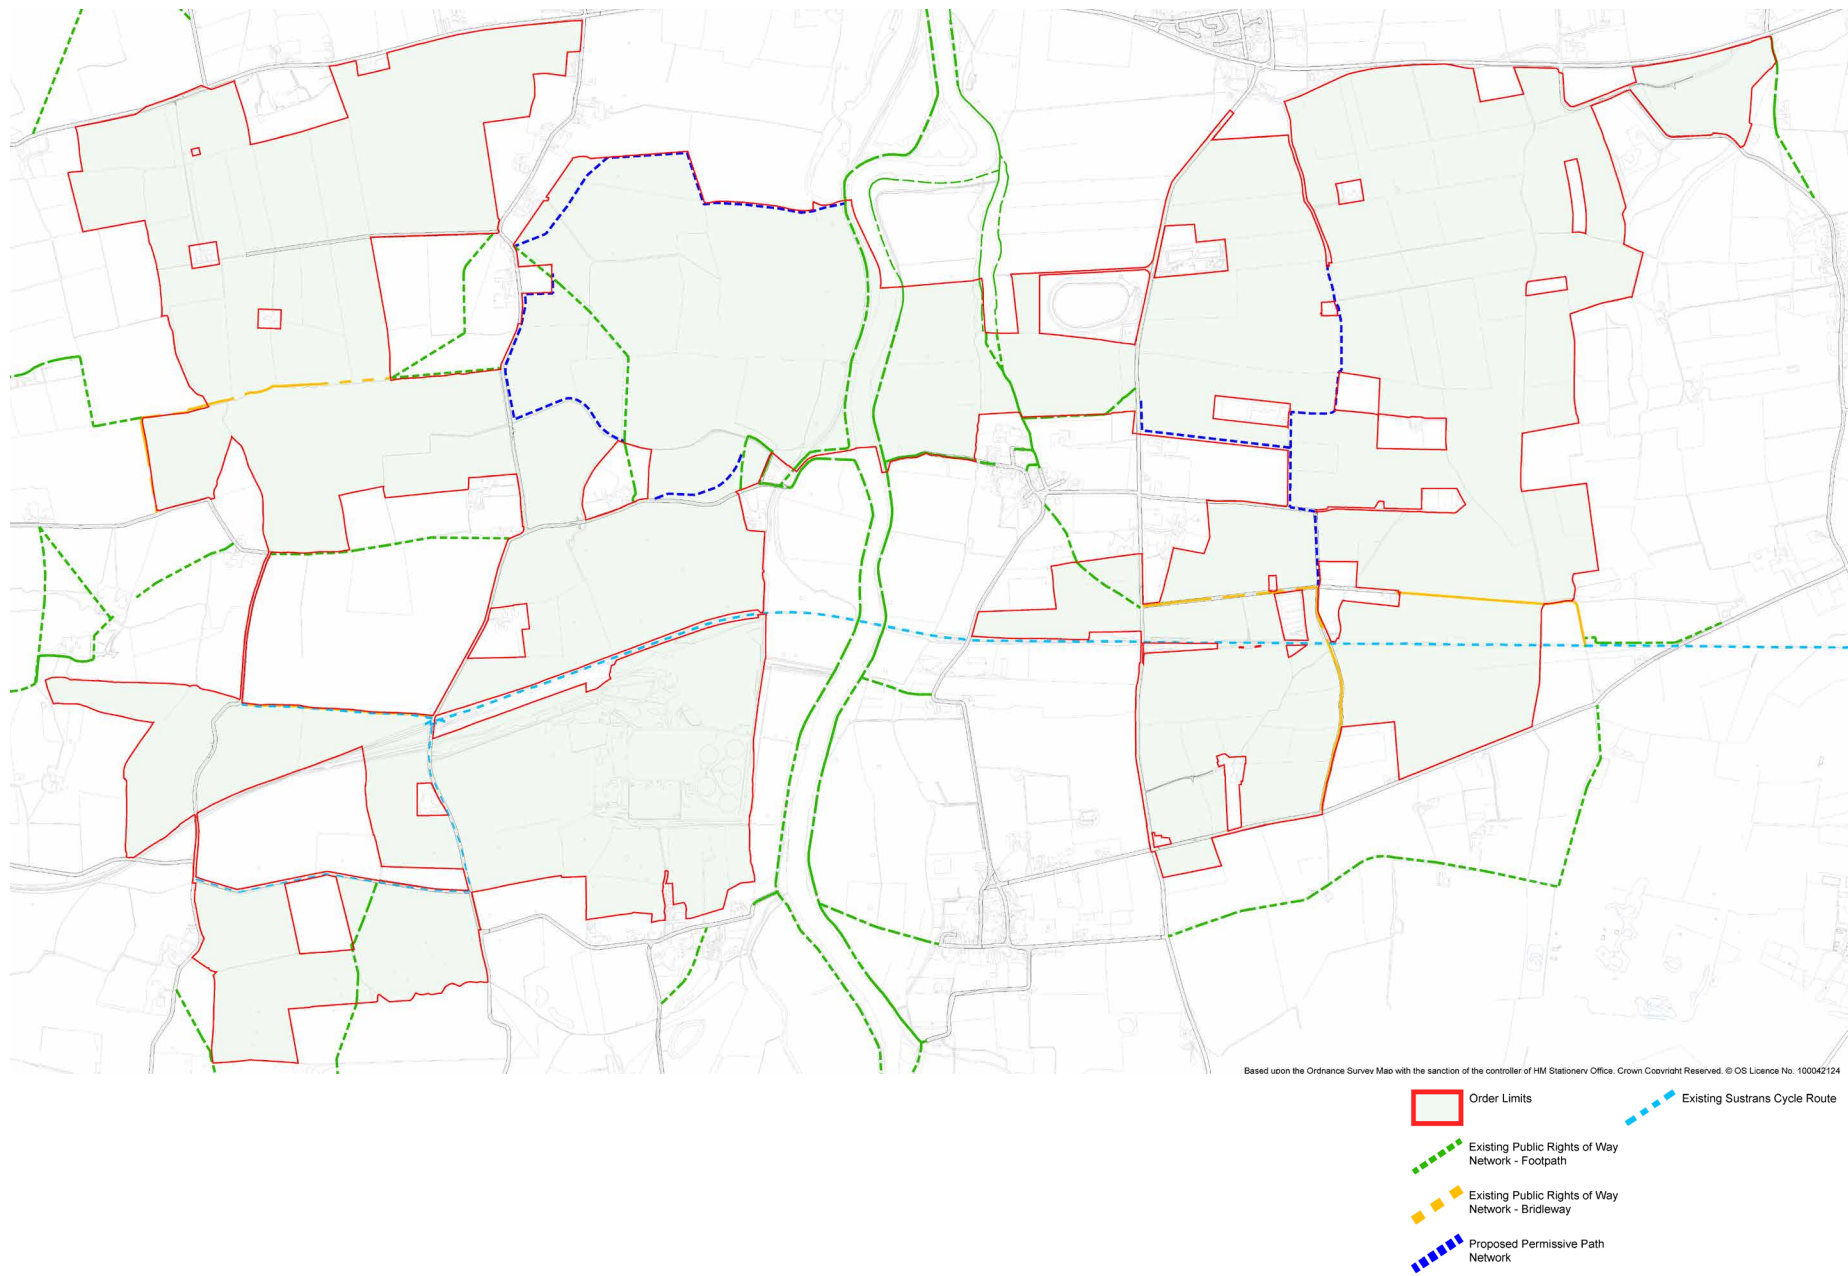 Based upon the Ordnance Survey Map with the sanction of the controller of HM Stationery Office. Crown Copyright Reserved. © OS Licence No. 100042124
Order Limits
Existing Sustrans Cycle Route
Existing Public Rights of Way
Network - Footpath
Existing Public Rights of Way
Network - Bridleway
Proposed Permissive Path
Network